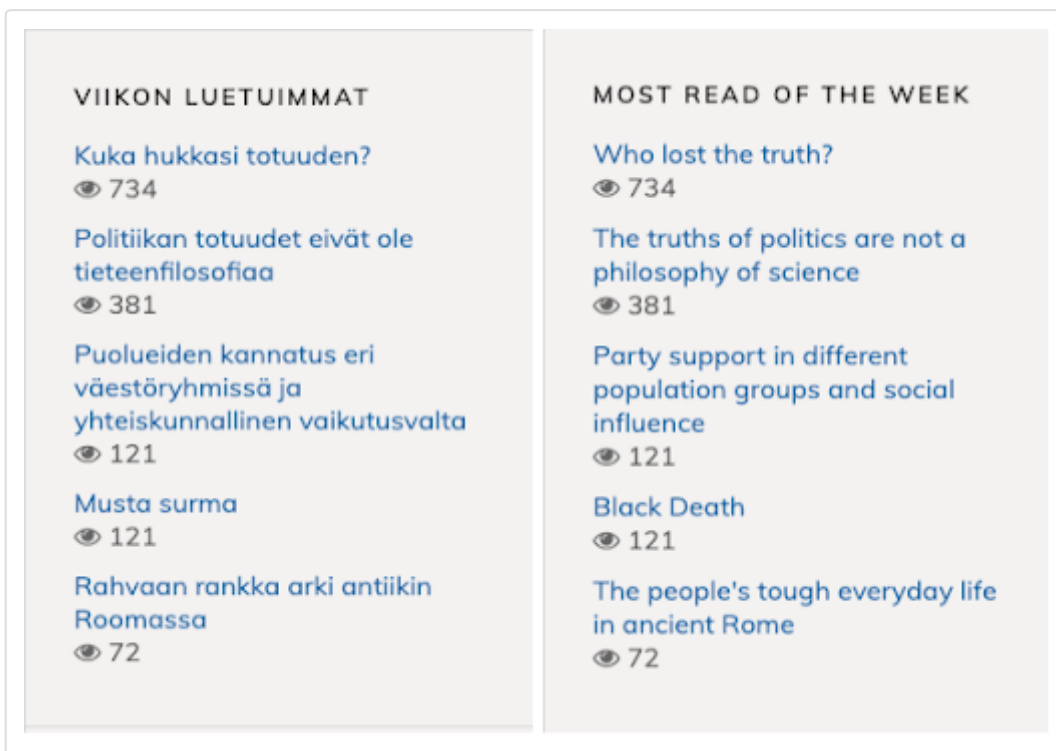 VIIKON LUETUIMMAT
Kuka hukkasi totuuden?
734
Politiikan totuudet eivät ole
tieteenfilosofiaa
381
Puolueiden kannatus eri
väestöryhmissä ja
yhteiskunnallinen vaikutusvalta
121
Musta surma
121
Rahvaan rankka arki antiikin
Roomassa
72
MOST READ OF THE WEEK
Who lost the truth?
734
The truths of politics are not a
philosophy of science
381
Party support in different
population groups and social
influence
121
Black Death
121
The people's tough everyday life
in ancient Rome
72